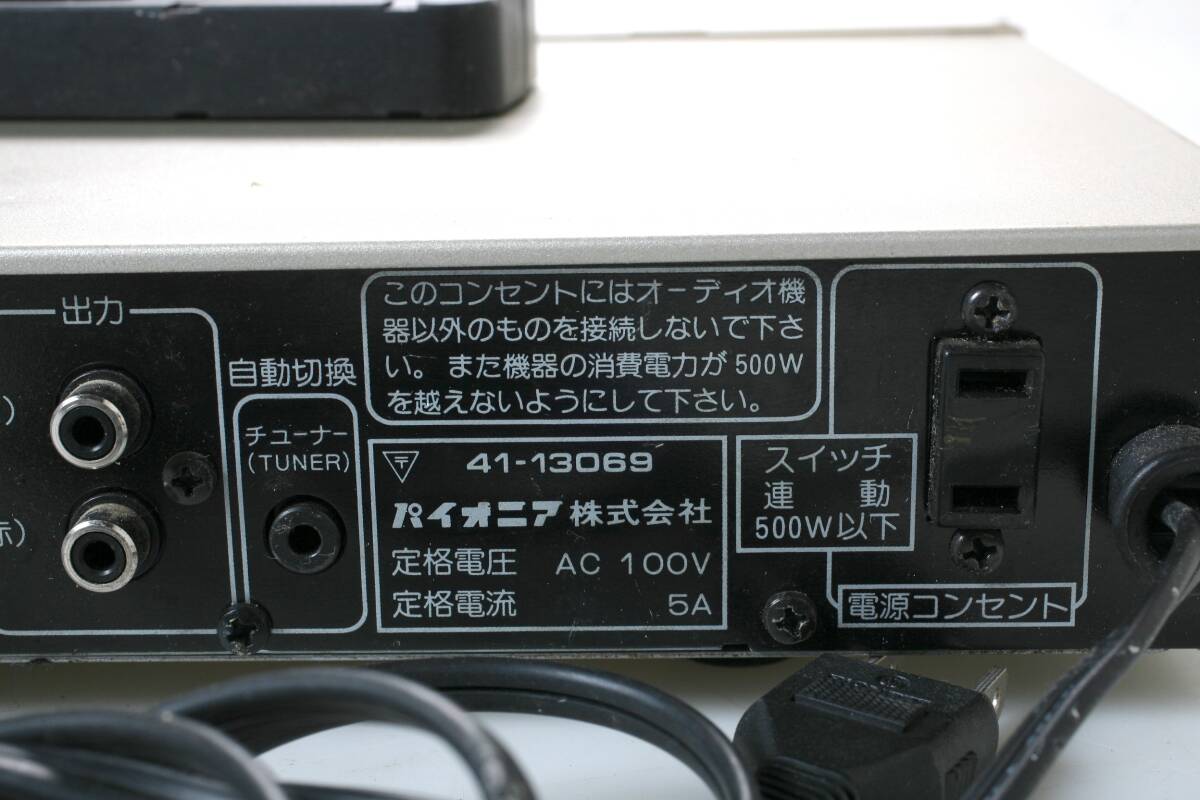 出力
)
示)
自動切換
チューナー
(TUNER)
このコンセントにはオーディオ機
器以外のものを接続しないで下さ
い。また機器の消費電力が500W
を越えないようにして下さい。
〒 41-13069
パイオニア株式会社
定格電圧 AC 100V
定格電流 5A
スイッチ
連動
500W以下
電源コンセント